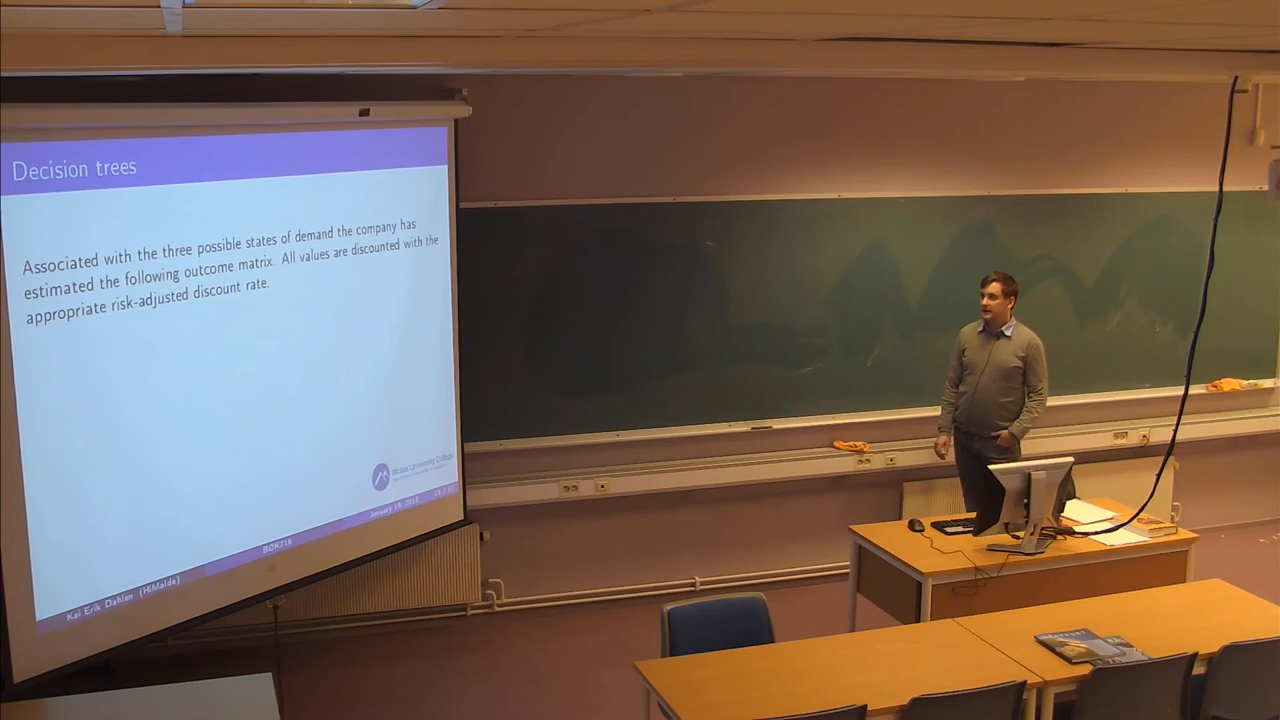 Decision trees
Associated with the three possible states of demand the company has
estimated the following outcome matrix. All values are discounted with the
appropriate risk-adjusted discount rate.
Molde University College
Kai Erik Dahlen (HiMolde)
BØK716
January 19, 2015